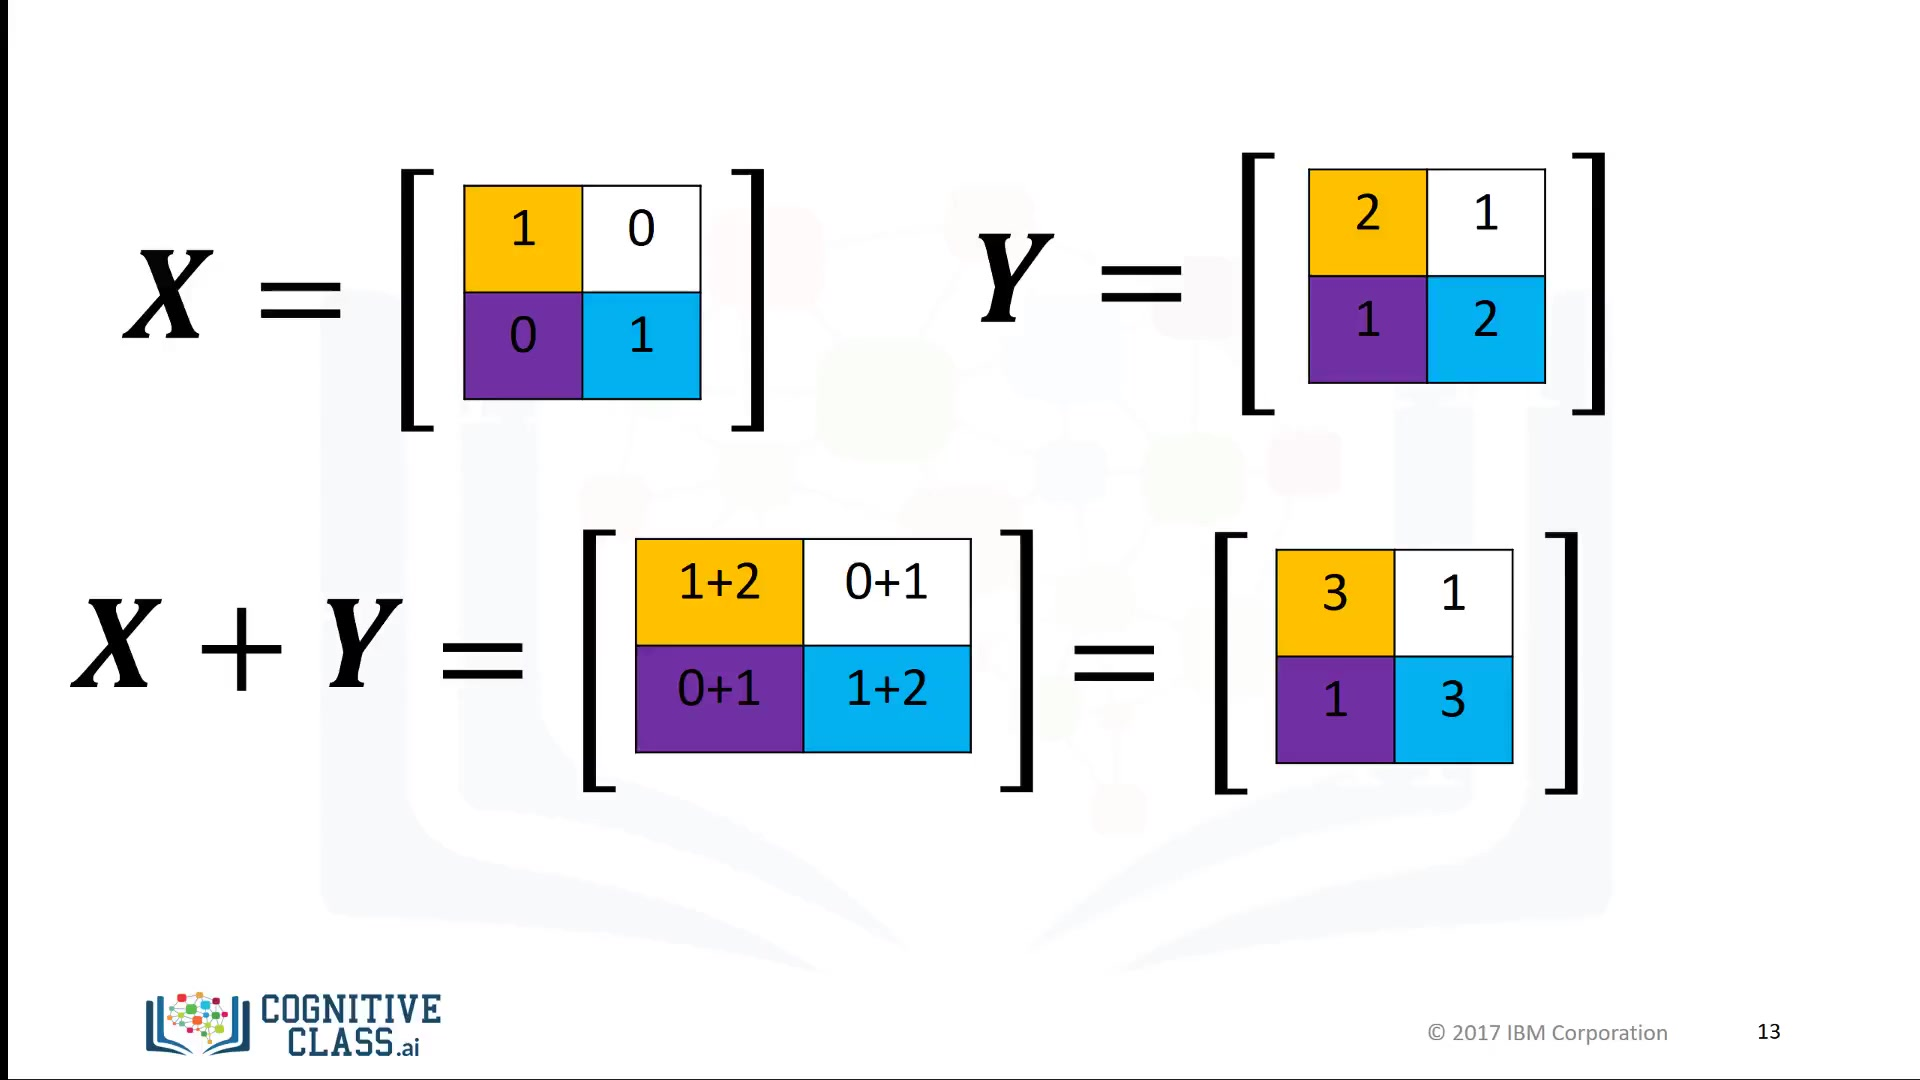 X = [ 1 0
0 1 ]
Y = [ 2 1
1 2 ]
X + Y = [ 1+2 0+1
0+1 1+2 ] = [ 3 1
1 3 ]
COGNITIVE
CLASS.ai
© 2017 IBM Corporation 13